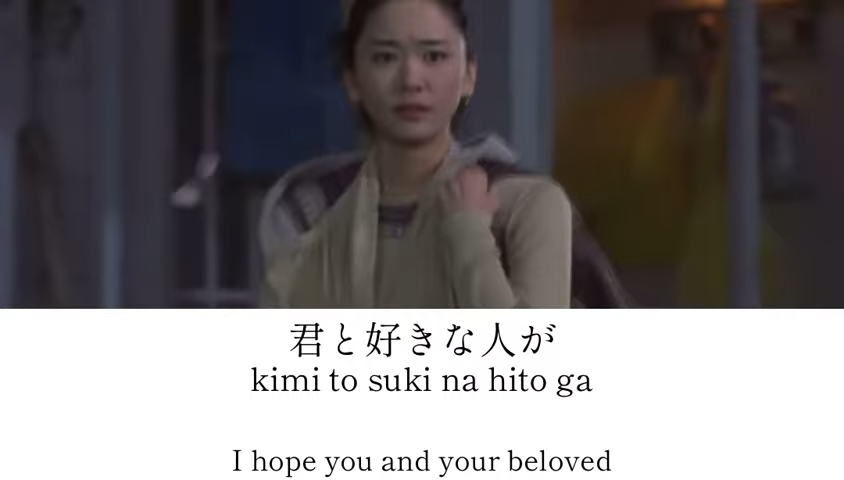 君と好きな人が
kimi to suki na hito ga
I hope you and your beloved